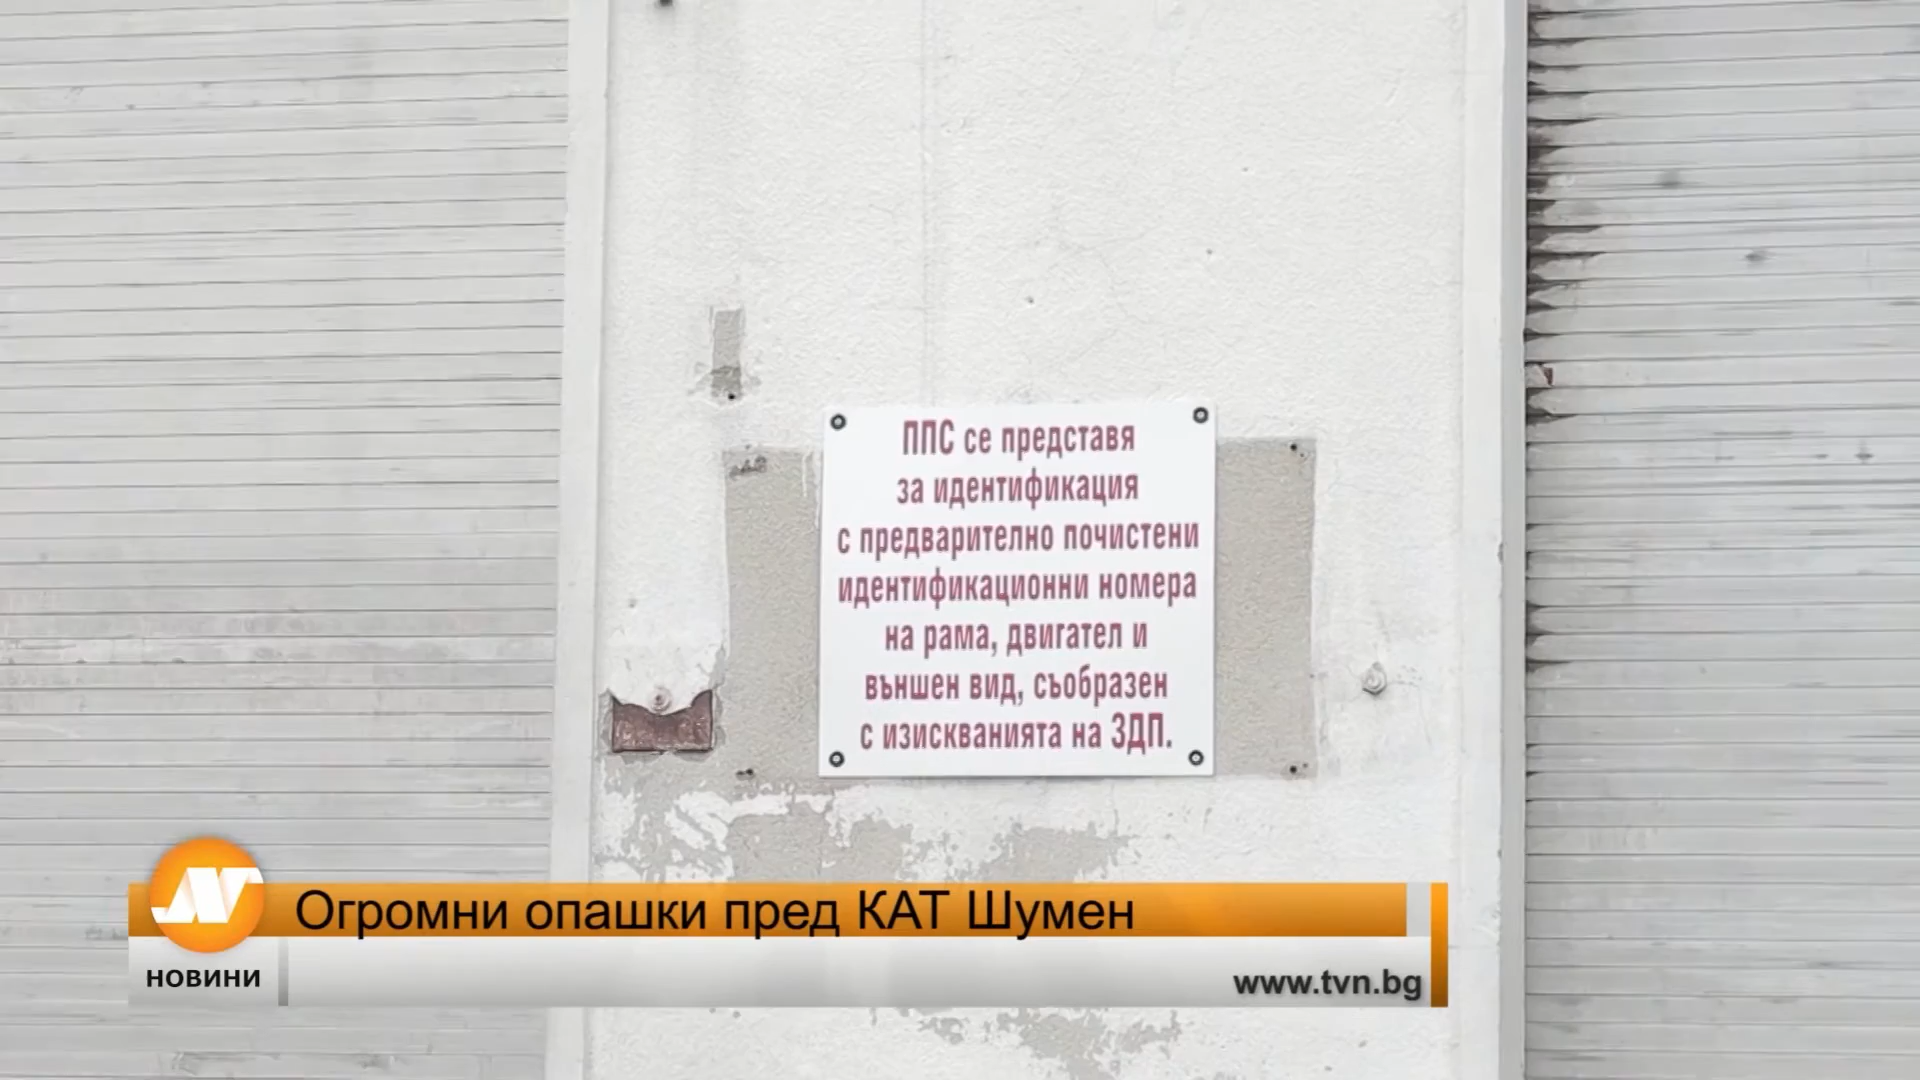 ППС се представя
за идентификация
с предварително почистени
идентификационни номера
на рама, двигател и
външен вид, съобразен
с изискванията на ЗДП.
Огромни опашки пред КАТ Шумен
НОВИНИ
www.tvn.bg